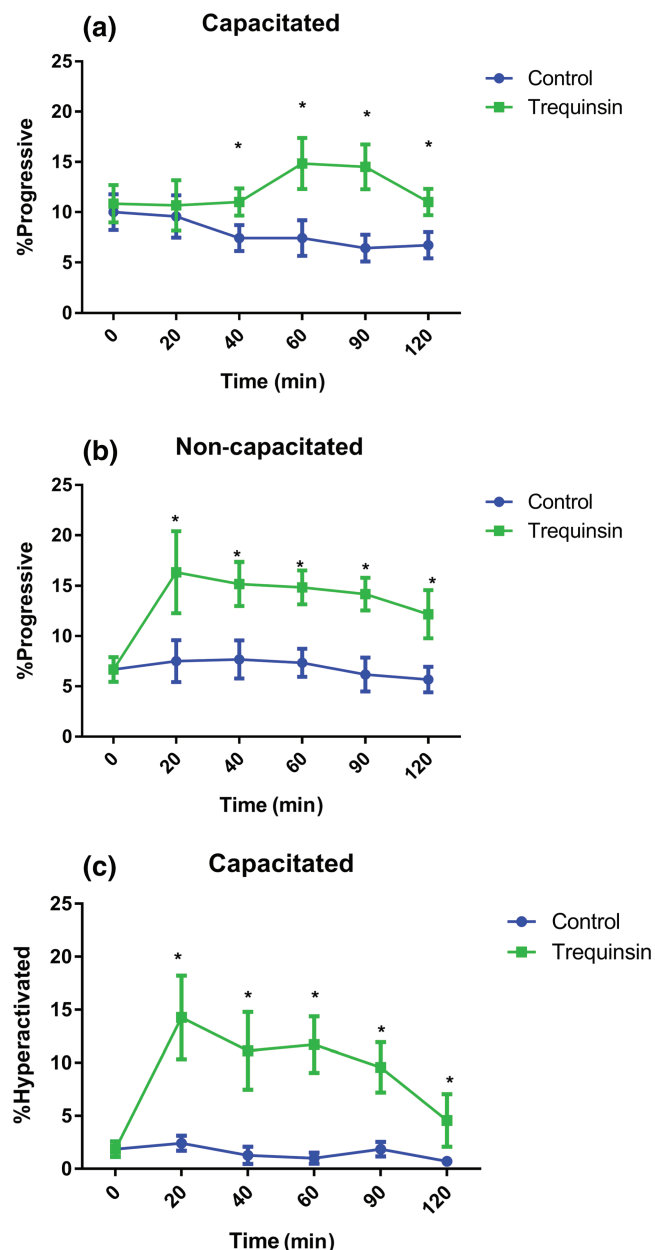 (a) Capacitated
%Progressive
25
20
15
10
5
0
* * * *
0 20 40 60 90 120
Time (min)
Control
Trequinsin
(b) Non-capacitated
%Progressive
25
20
15
10
5
0
* * * * *
0 20 40 60 90 120
Time (min)
Control
Trequinsin
(c) Capacitated
%Hyperactivated
25
20
15
10
5
0
* * * * *
0 20 40 60 90 120
Time (min)
Control
Trequinsin